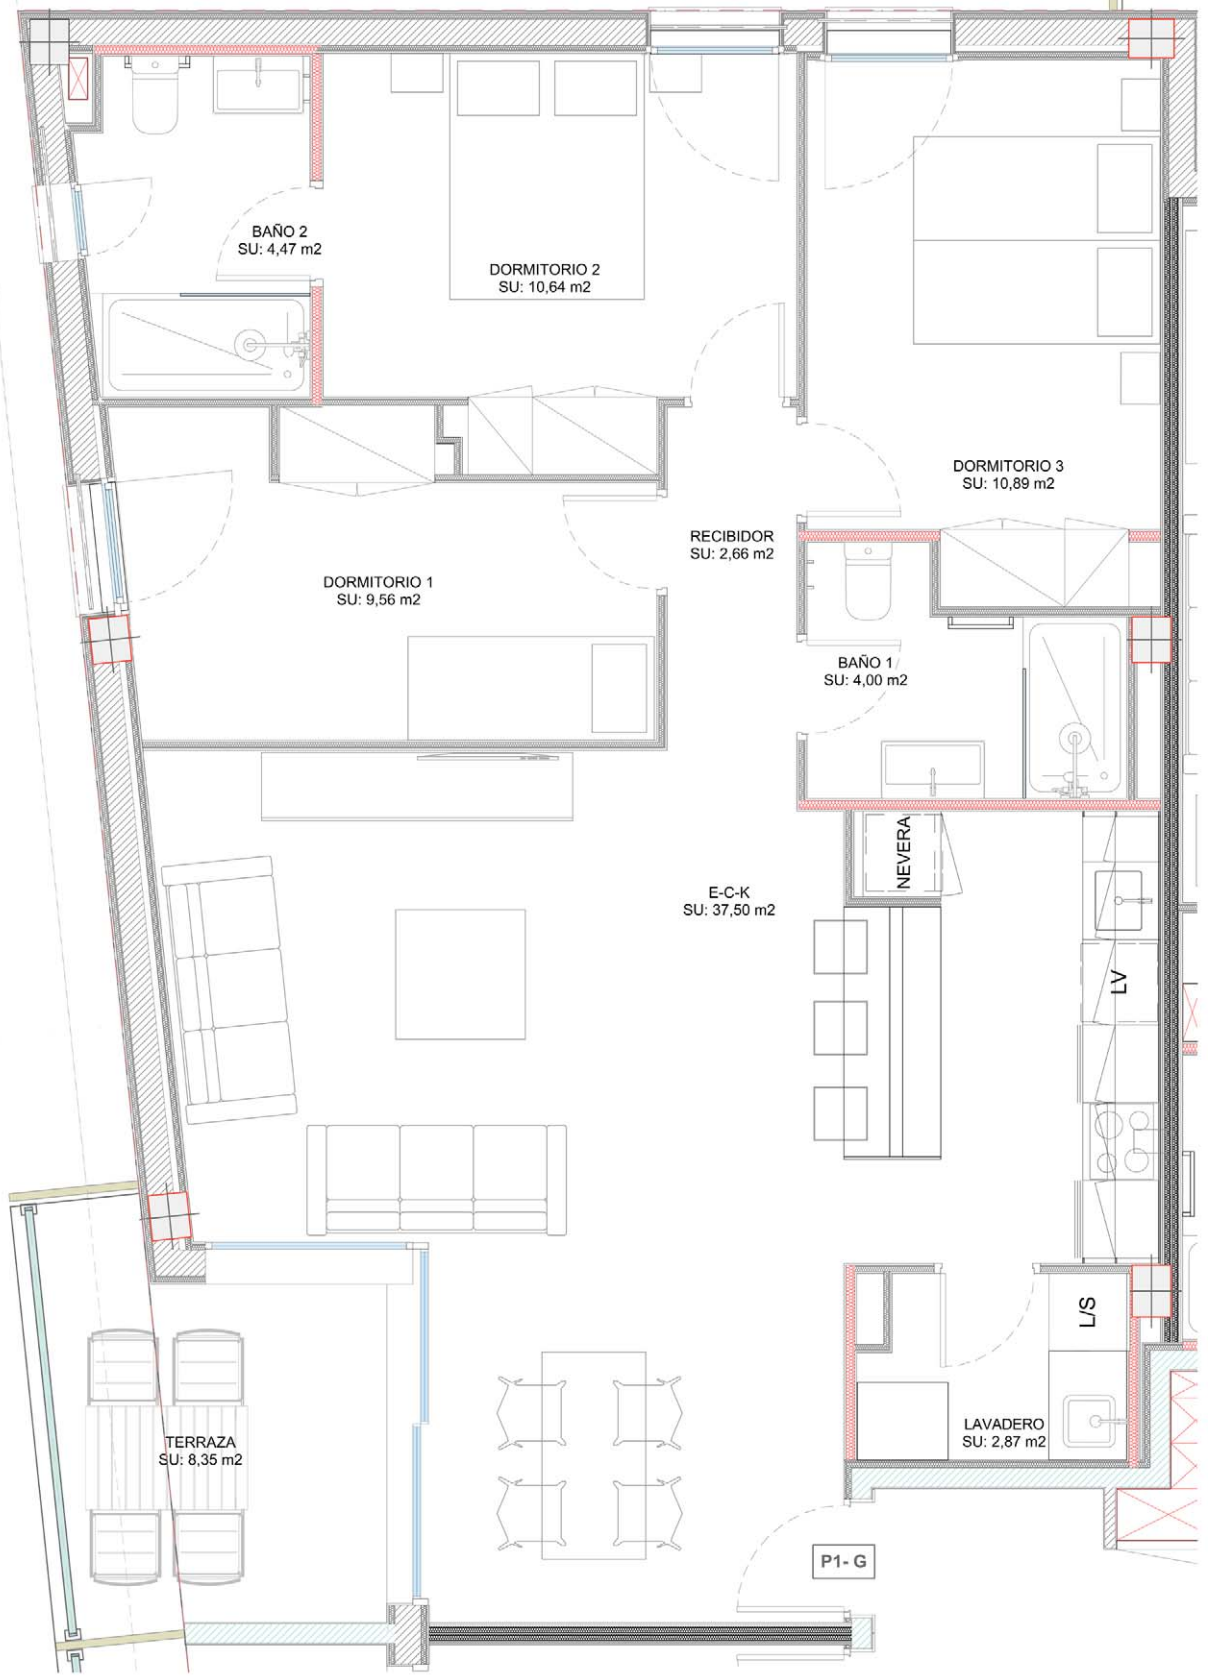 BAÑO 2
SU: 4,47 m2
DORMITORIO 2
SU: 10,64 m2
DORMITORIO 3
SU: 10,89 m2
RECIBIDOR
SU: 2,66 m2
DORMITORIO 1
SU: 9,56 m2
BAÑO 1
SU: 4,00 m2
NEVERA
E-C-K
SU: 37,50 m2
LV
L/S
LAVADERO
SU: 2,87 m2
TERRAZA
SU: 8,35 m2
P1- G